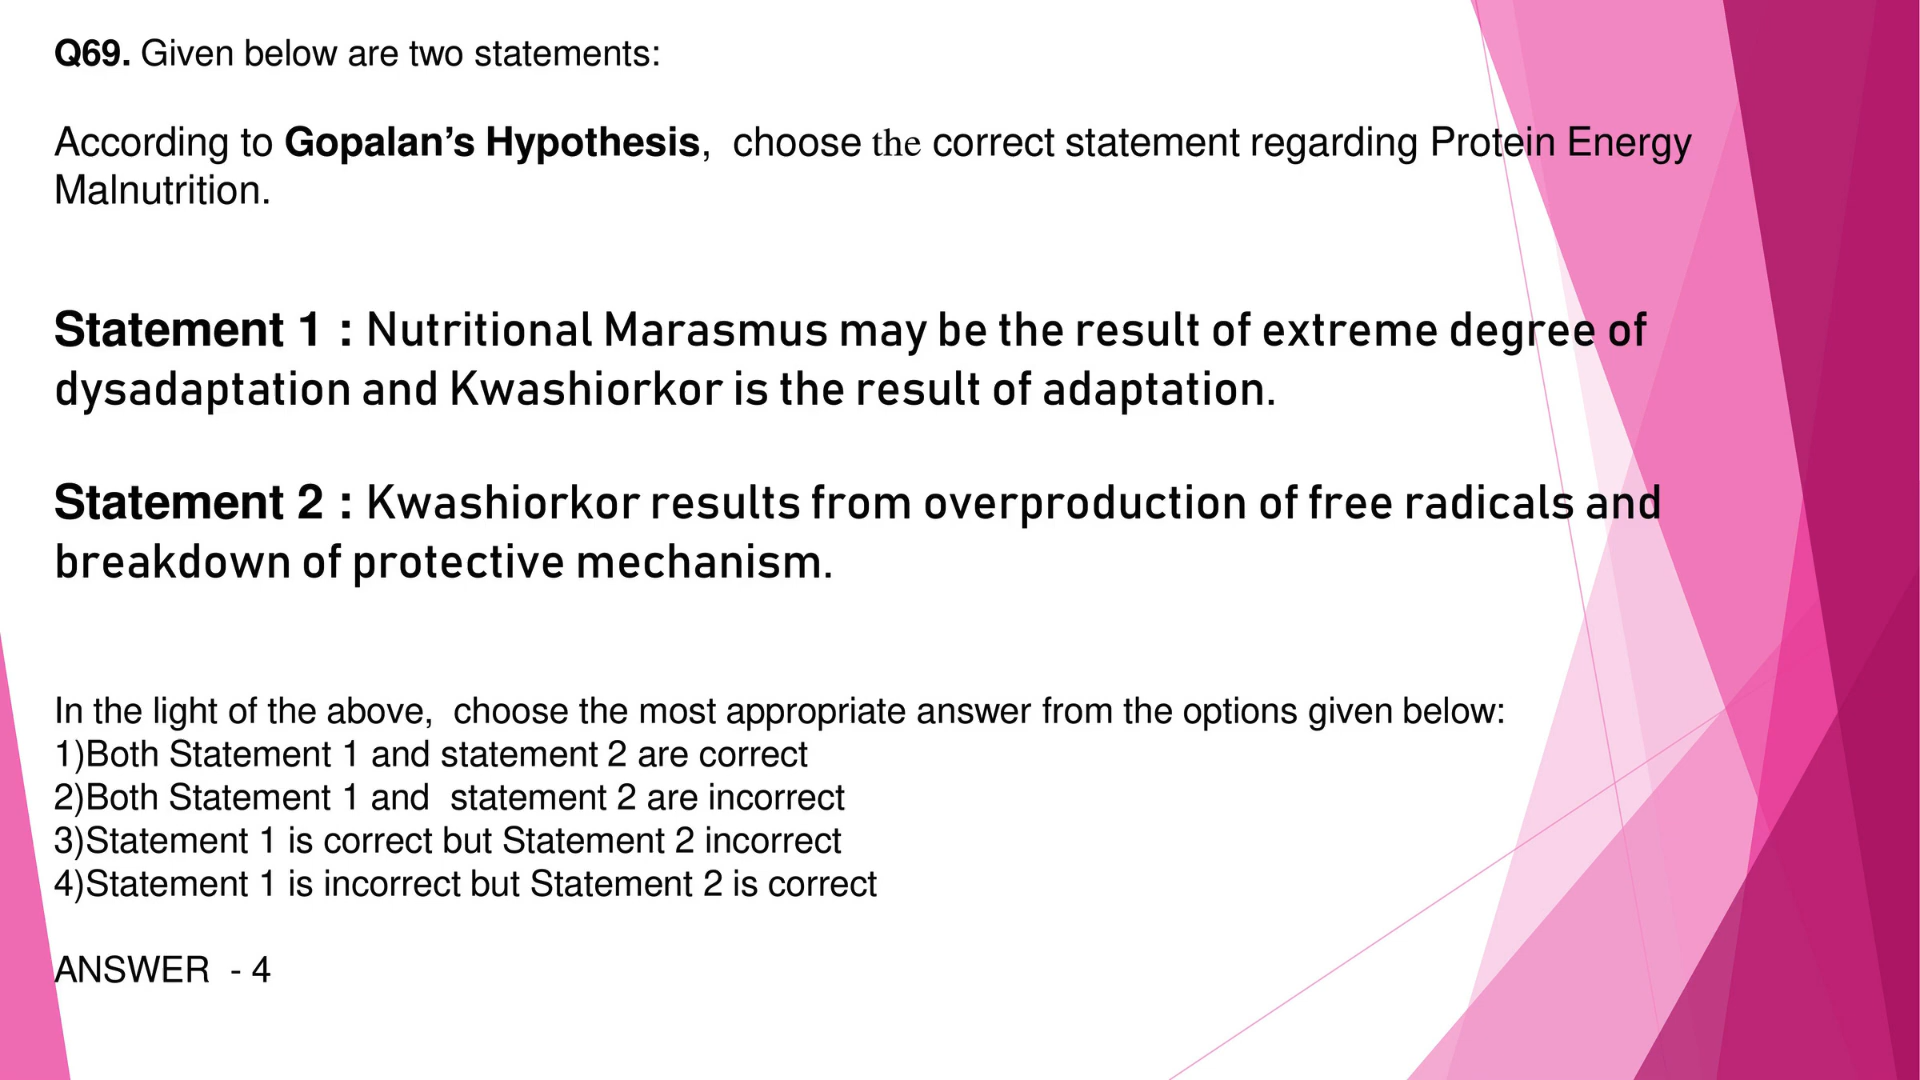 Q69. Given below are two statements:
According to Gopalan’s Hypothesis, choose the correct statement regarding Protein Energy
Malnutrition.
Statement 1 : Nutritional Marasmus may be the result of extreme degree of
dysadaptation and Kwashiorkor is the result of adaptation.
Statement 2 : Kwashiorkor results from overproduction of free radicals and
breakdown of protective mechanism.
In the light of the above, choose the most appropriate answer from the options given below:
1)Both Statement 1 and statement 2 are correct
2)Both Statement 1 and statement 2 are incorrect
3)Statement 1 is correct but Statement 2 incorrect
4)Statement 1 is incorrect but Statement 2 is correct
ANSWER - 4